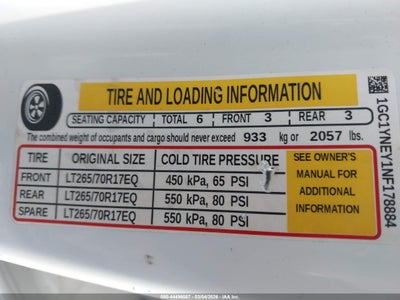 TIRE AND LOADING INFORMATION
SEATING CAPACITY TOTAL 6 FRONT 3 REAR 3
The combined weight of occupants and cargo should never exceed 933 kg or 2057 lbs.
TIRE ORIGINAL SIZE COLD TIRE PRESSURE
FRONT LT265/70R17EQ 450 kPa, 65 PSI
REAR LT265/70R17EQ 550 kPa, 80 PSI
SPARE LT265/70R17EQ 550 kPa, 80 PSI
SEE OWNER'S
MANUAL FOR
ADDITIONAL
INFORMATION
1GC1YNEY1NF178884